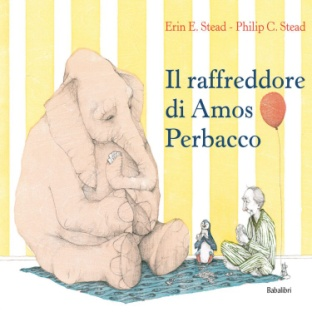 Erin E. Stead - Philip C. Stead
Il raffreddore
di Amos
Perbacco
Babalibri